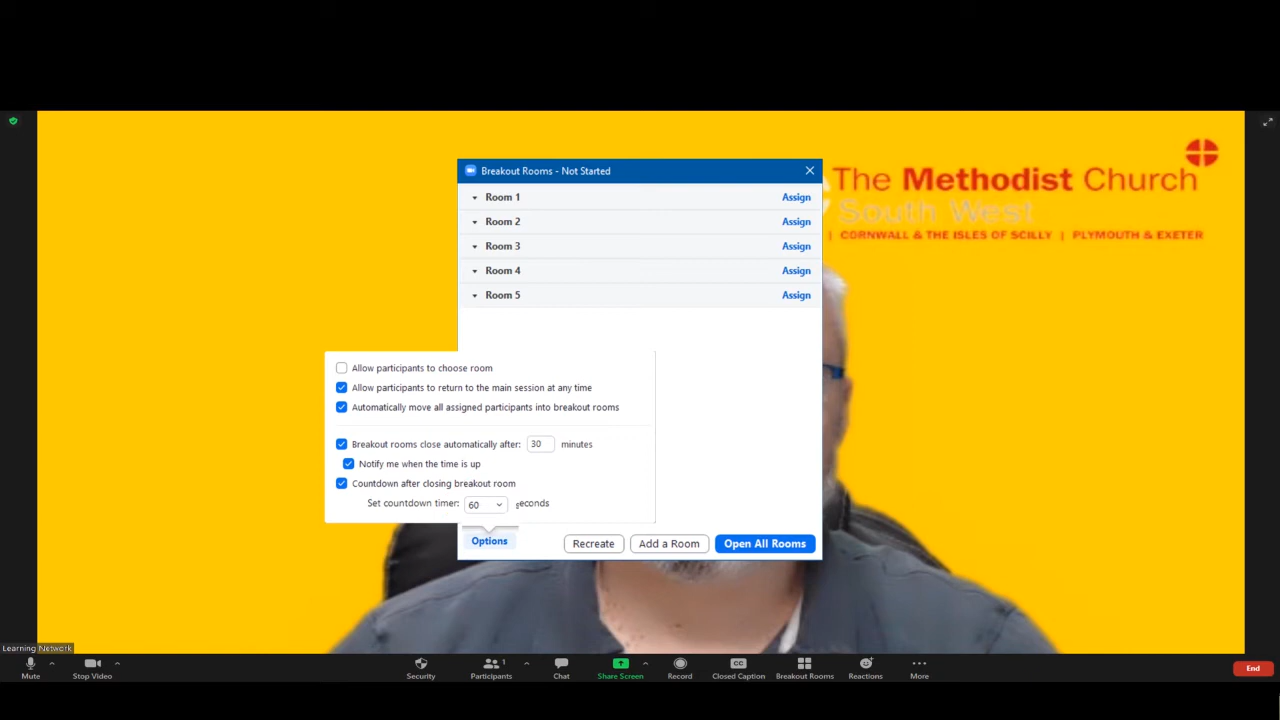 Breakout Rooms - Not Started
The Methodist Church
South West
| CORNWALL & THE ISLES OF SCILLY | PLYMOUTH & EXETER
Room 1 Assign
Room 2 Assign
Room 3 Assign
Room 4 Assign
Room 5 Assign
Allow participants to choose room
Allow participants to return to the main session at any time
Automatically move all assigned participants into breakout rooms
Breakout rooms close automatically after: 30 minutes
Notify me when the time is up
Countdown after closing breakout room
Set countdown timer: 60 seconds
Options Recreate Add a Room Open All Rooms
Learning Network
Mute Stop Video Security Participants 1 Chat Share Screen Record Closed Caption Breakout Rooms Reactions More End